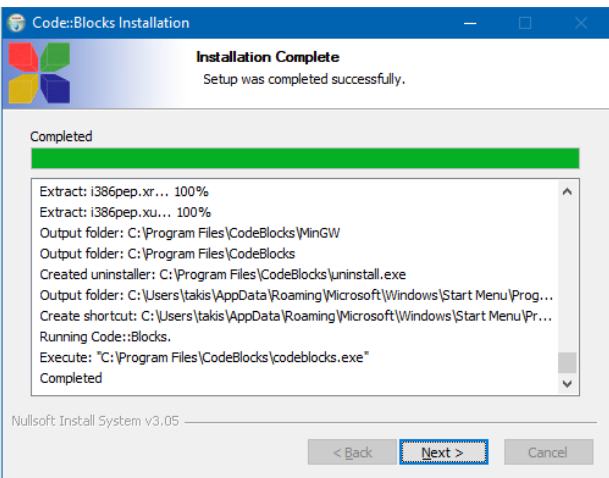 Code::Blocks Installation
Installation Complete
Setup was completed successfully.
Completed
Extract: i386pep.xr... 100%
Extract: i386pep.xu... 100%
Output folder: C:\Program Files\CodeBlocks\MinGW
Output folder: C:\Program Files\CodeBlocks
Created uninstaller: C:\Program Files\CodeBlocks\uninstall.exe
Output folder: C:\Users\takis\AppData\Roaming\Microsoft\Windows\Start Menu\Prog...
Create shortcut: C:\Users\takis\AppData\Roaming\Microsoft\Windows\Start Menu\Pr...
Running Code::Blocks.
Execute: "C:\Program Files\CodeBlocks\codeblocks.exe"
Completed
Nullsoft Install System v3.05
< Back Next > Cancel